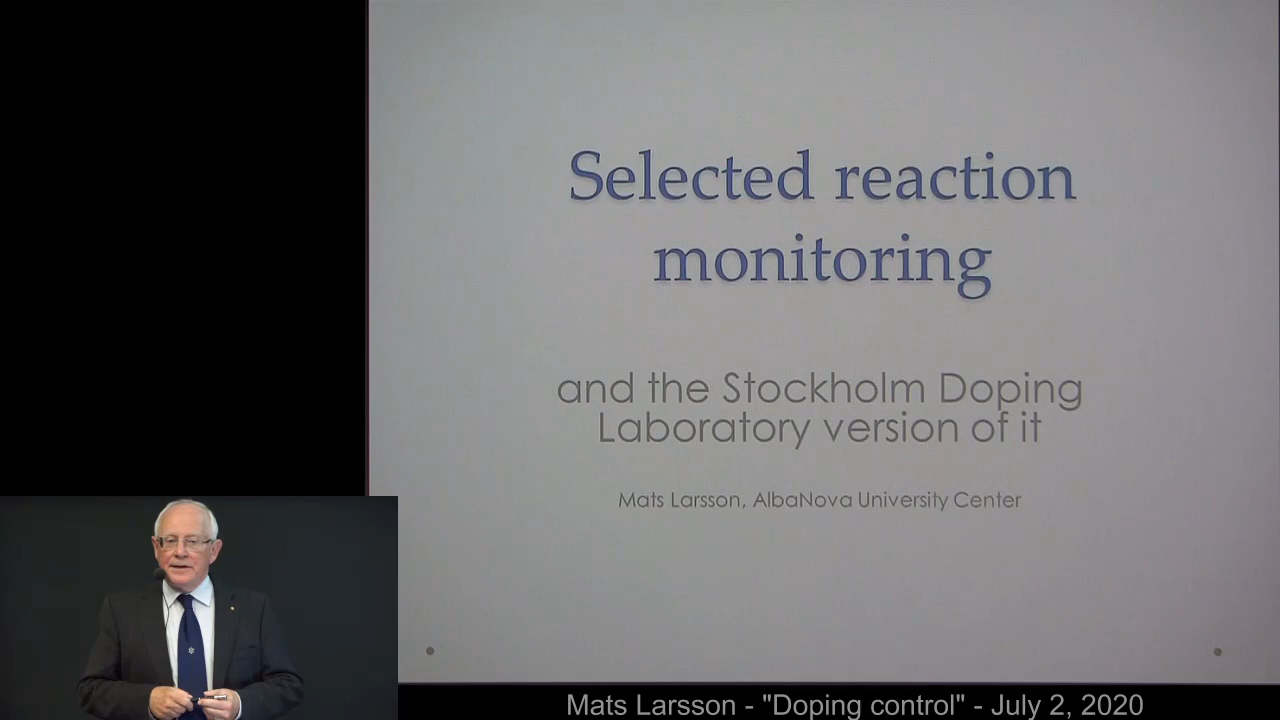 Selected reaction
monitoring
and the Stockholm Doping
Laboratory version of it
Mats Larsson, AlbaNova University Center
Mats Larsson - "Doping control" - July 2, 2020